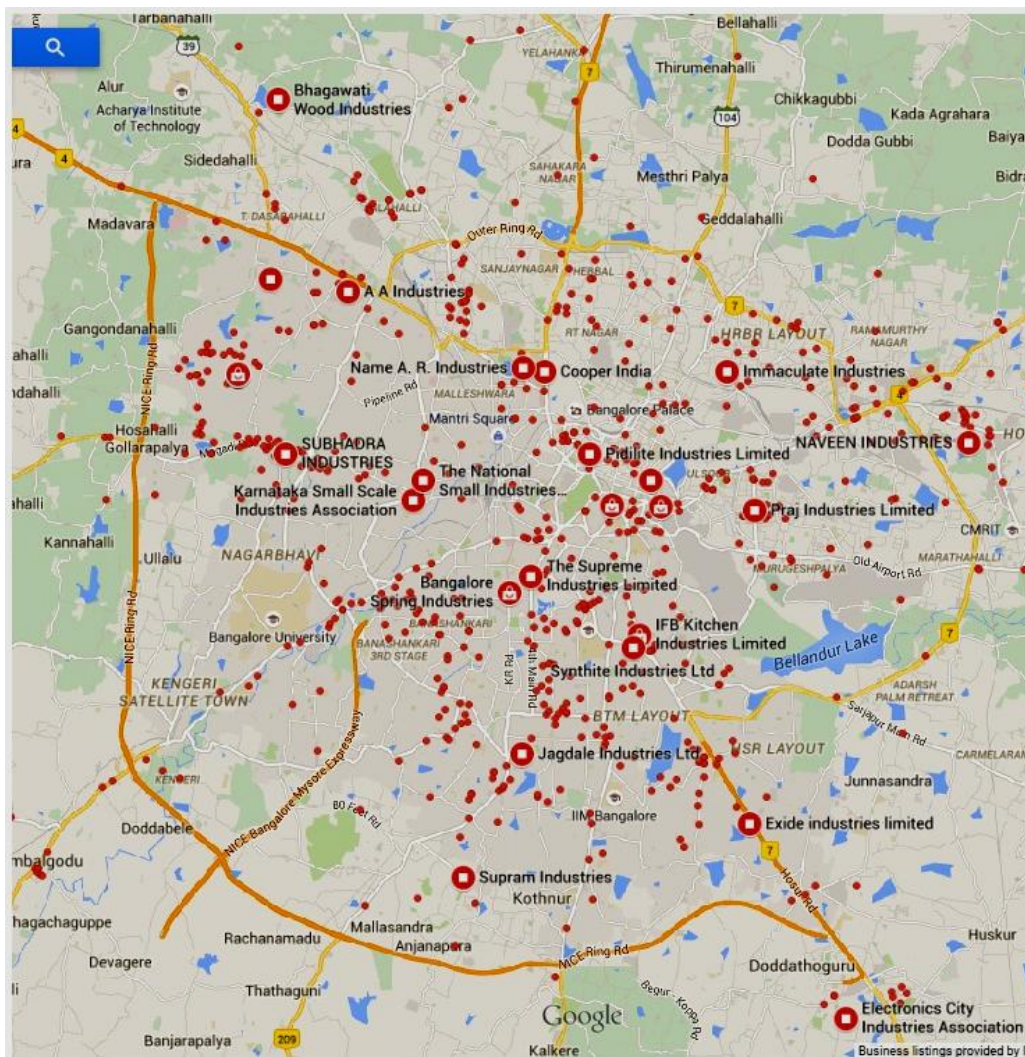 Tarbanahalli
Bellahalli
39
YELAHANKA
7
Thirumenahalli
Alur
Bhagawati
Wood Industries
Chikkagubbi
Acharya Institute
of Technology
104
Kada Agrahara
4
4
Dodda Gubbi
Sidedahalli
SAHAKARA
NAGAR
Mesthri Palya
Madavara
T. DASARAHALLI
Geddalahalli
Outer Ring Rd
SANJAYNAGAR
HEBBAL
A A Industries
7
Gangondanahalli
RT NAGAR
HRBR LAYOUT
RAMAMURTHY
NAGAR
NICE Ring Rd
Name A. R. Industries
Cooper India
Immaculate Industries
Pipeline Rd
MALLESHWARA
4
Bangalore Palace
Mantri Square
Hosahalli
Gollarapalya
SUBHADRA
INDUSTRIES
Pidilite Industries Limited
NAVEEN INDUSTRIES
The National
Small Industries...
Karnataka Small Scale
Industries Association
Praj Industries Limited
CMRIT
Kannahalli
Ullalu
NAGARBHAVI
MARATHAHALLI
Old Airport Rd
MURUGESHPALYA
The Supreme
Industries Limited
Bangalore
Spring Industries
NICE Ring Rd
Bangalore University
BANASHANKARI
BANASHANKARI
3RD STAGE
IFB Kitchen
Industries Limited
7
Bellandur Lake
KR Rd
Synthite Industries Ltd
KENGERI
SATELLITE TOWN
ADARSH
PALM RETREAT
BTM LAYOUT
Sarjapur Main Rd
HSR LAYOUT
Jagdale Industries Ltd
KENGERI
Junnasandra
NICE Bangalore Mysore Expressway
80 Feet Rd
IIM Bangalore
Doddabele
Exide industries limited
7
Supram Industries
Kothnur
Hosur Rd
Mallasandra
Rachanamadu
Anjanapura
Huskur
NICE Ring Rd
Devagere
Doddathoguru
Thathaguni
Google
Electronics City
Industries Association
209
Banjarapalya
Kalkere
Business listings provided by